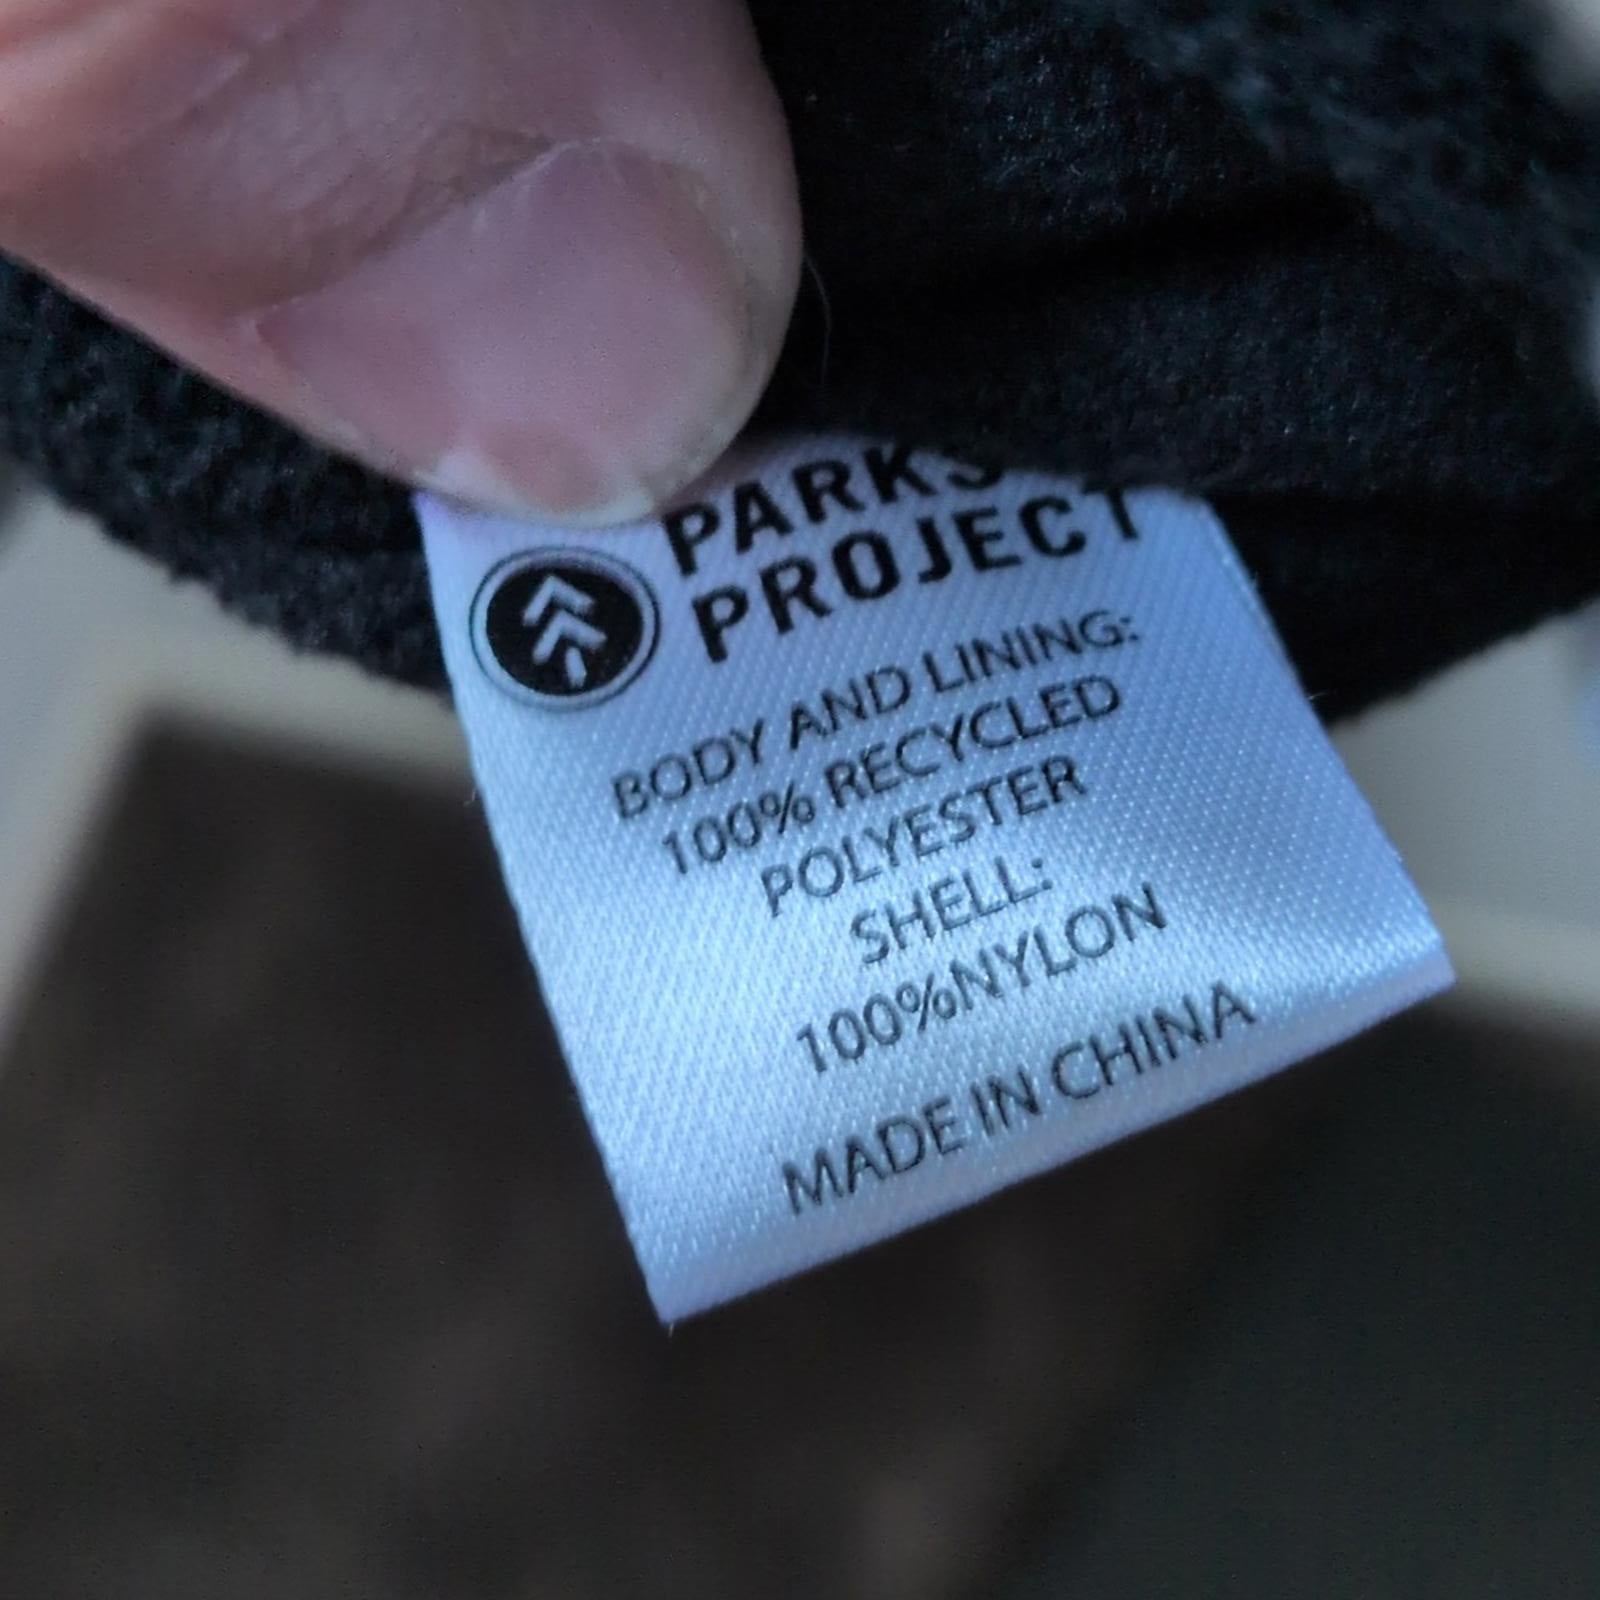 PARKS
PROJECT
BODY AND LINING:
100% RECYCLED
POLYESTER
SHELL:
100%NYLON
MADE IN CHINA